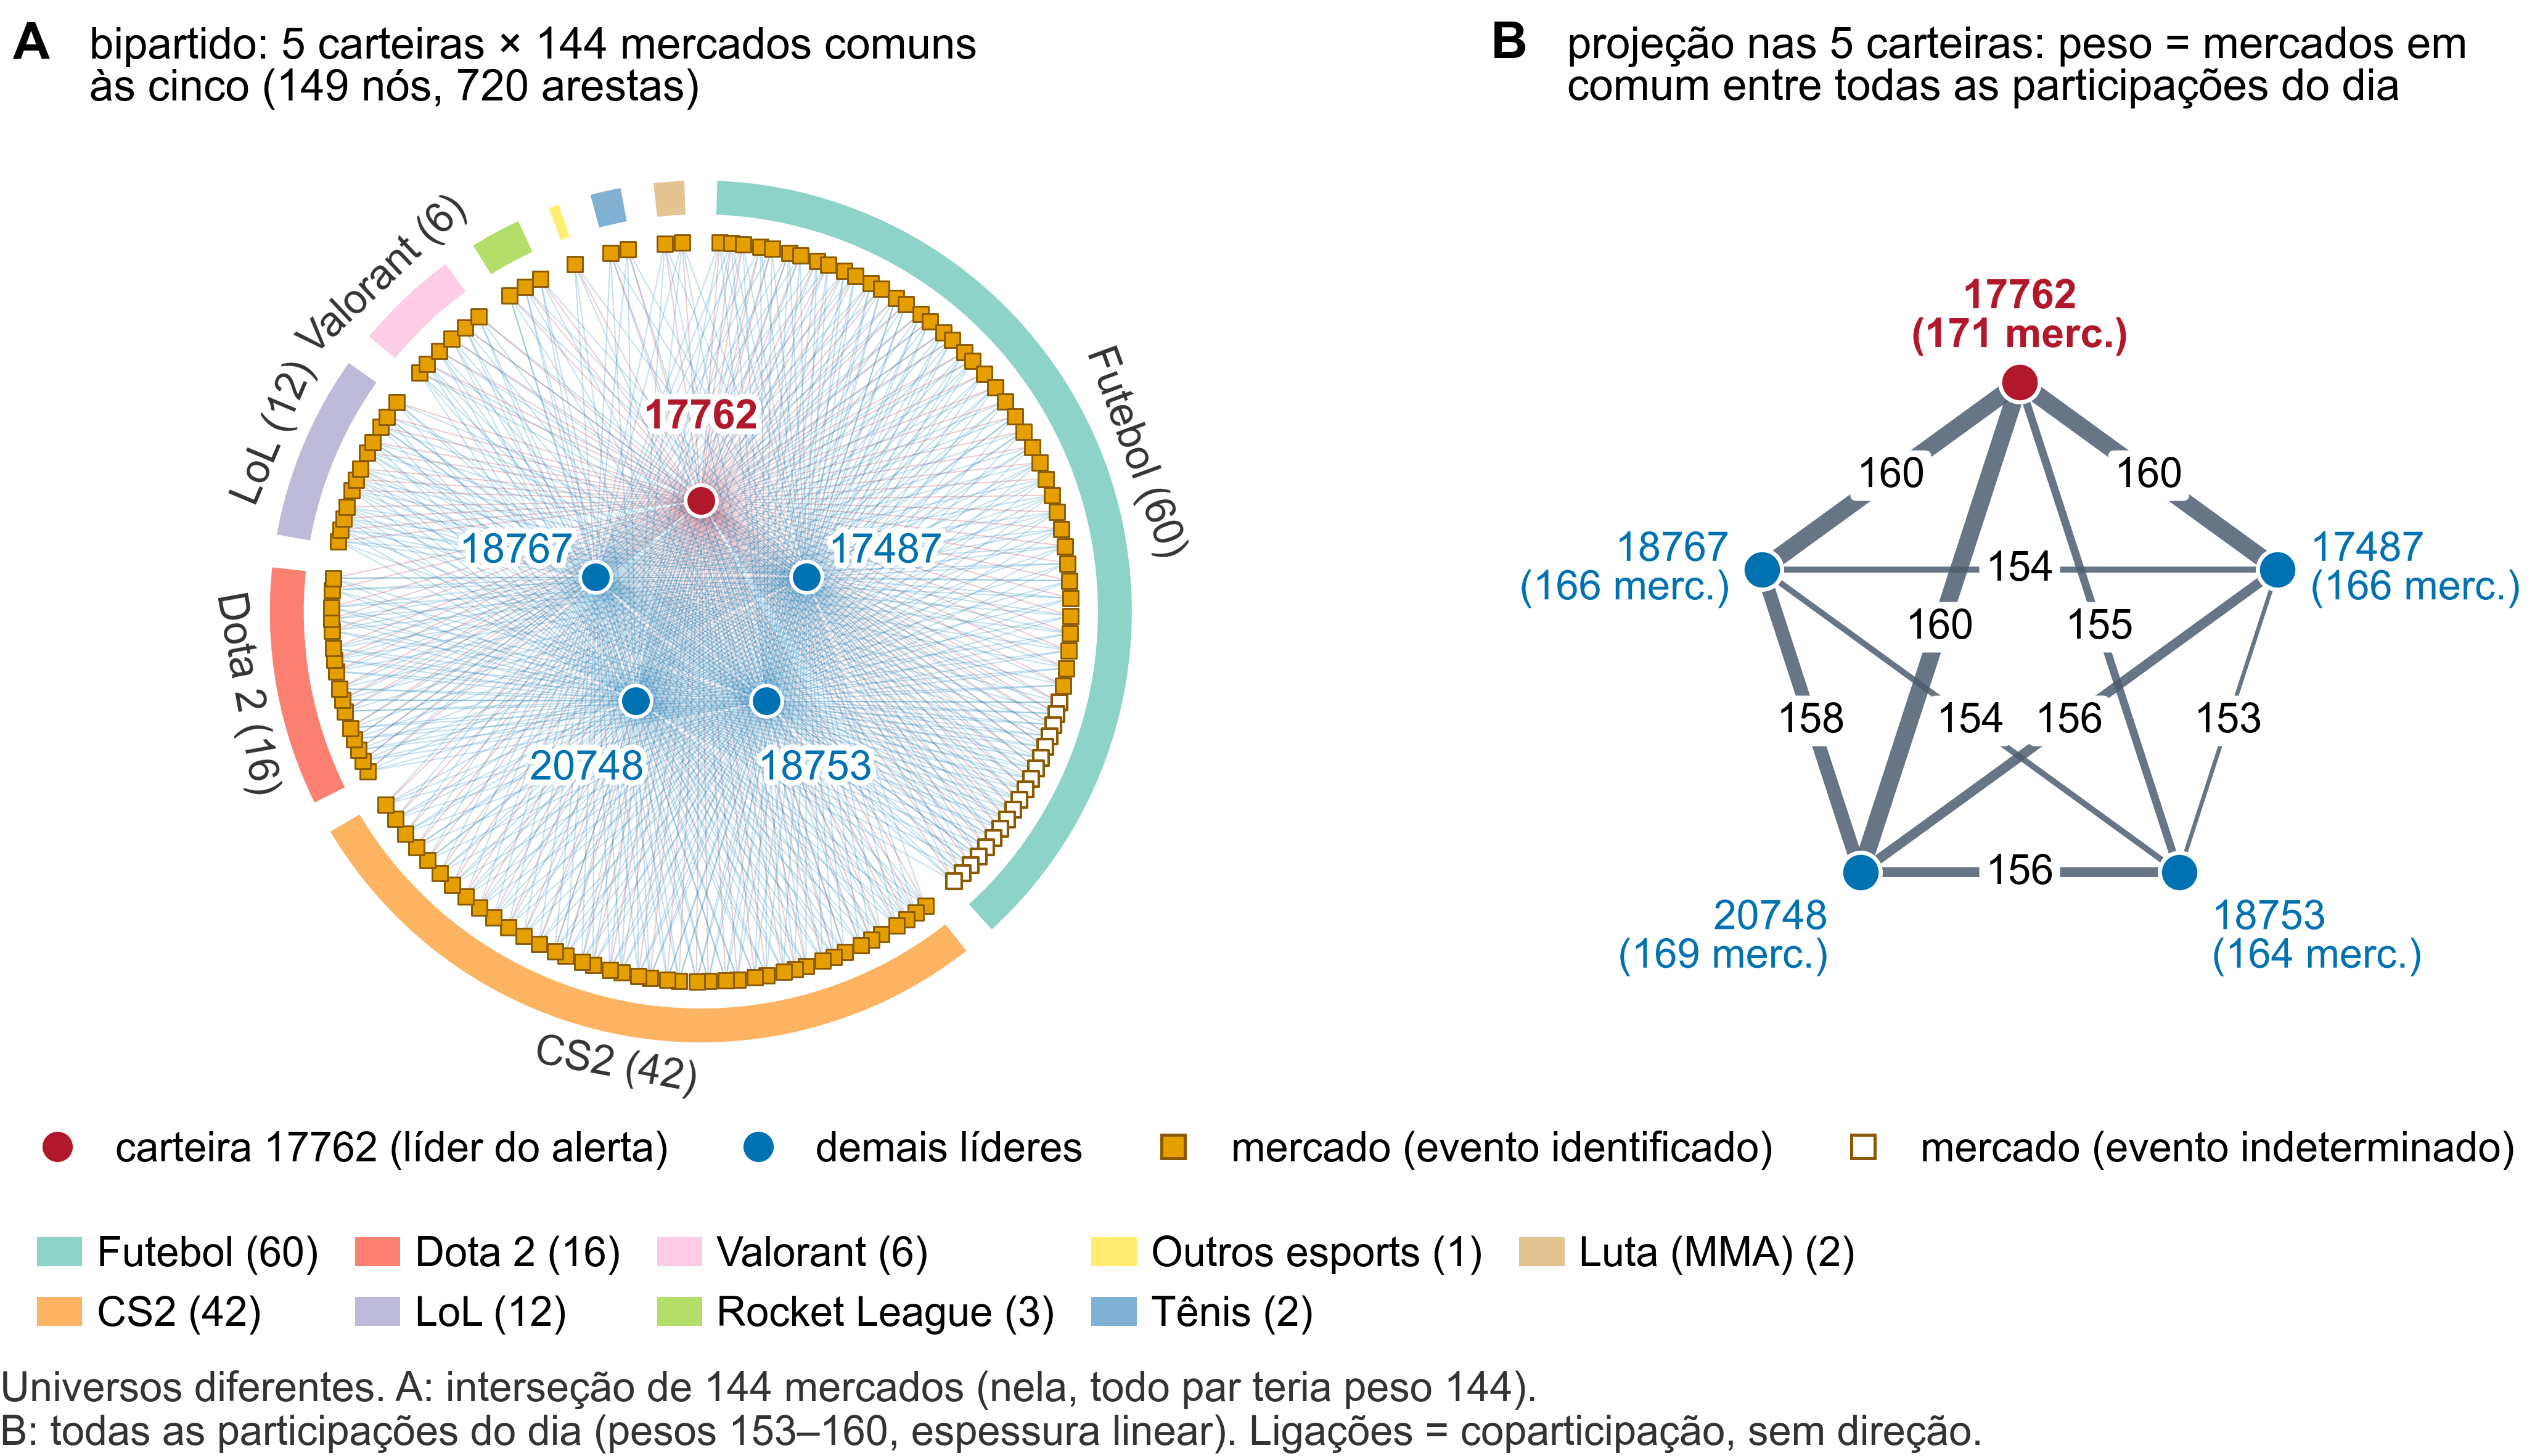 A bipartido: 5 carteiras × 144 mercados comuns
às cinco (149 nós, 720 arestas)
Futebol (60)
CS2 (42)
Dota 2 (16)
LoL (12)
Valorant (6)
17762
18767
17487
20748
18753
B projeção nas 5 carteiras: peso = mercados em
comum entre todas as participações do dia
17762
(171 merc.)
160
160
18767
(166 merc.)
17487
(166 merc.)
154
160
155
158
154
156
153
156
20748
(169 merc.)
18753
(164 merc.)
carteira 17762 (líder do alerta)
demais líderes
mercado (evento identificado)
mercado (evento indeterminado)
Futebol (60)
Dota 2 (16)
Valorant (6)
Outros esports (1)
Luta (MMA) (2)
CS2 (42)
LoL (12)
Rocket League (3)
Tênis (2)
Universos diferentes. A: interseção de 144 mercados (nela, todo par teria peso 144).
B: todas as participações do dia (pesos 153–160, espessura linear). Ligações = coparticipação, sem direção.